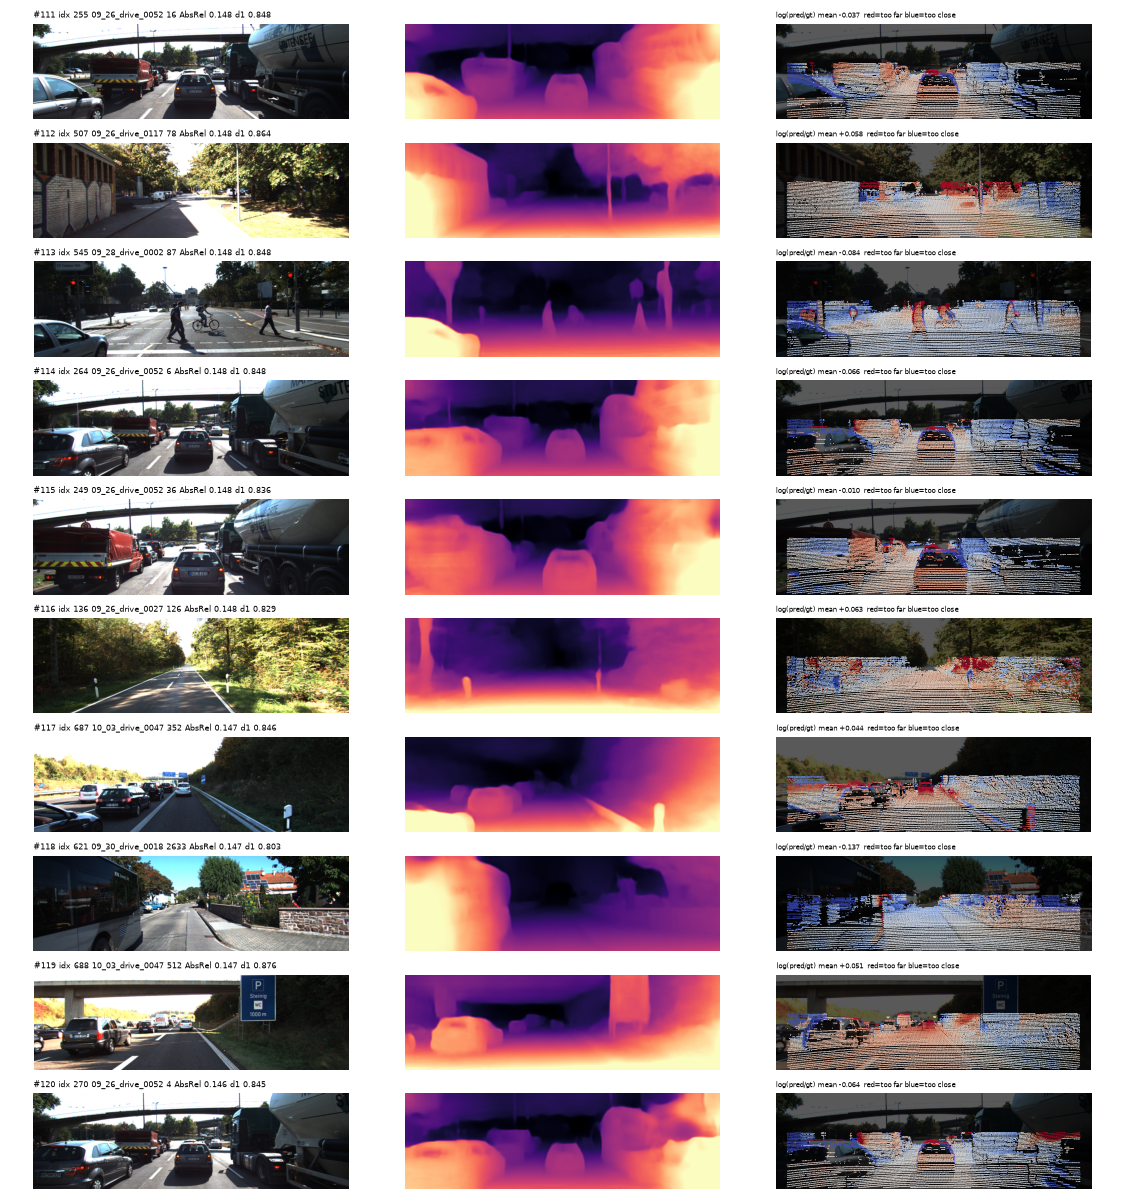 #111 idx 255 09_26_drive_0052 16 AbsRel 0.148 d1 0.848
log(pred/gt) mean -0.037 red=too far blue=too close
#112 idx 507 09_26_drive_0117 78 AbsRel 0.148 d1 0.864
log(pred/gt) mean +0.058 red=too far blue=too close
#113 idx 545 09_28_drive_0002 87 AbsRel 0.148 d1 0.848
log(pred/gt) mean -0.084 red=too far blue=too close
#114 idx 264 09_26_drive_0052 6 AbsRel 0.148 d1 0.848
log(pred/gt) mean -0.066 red=too far blue=too close
#115 idx 249 09_26_drive_0052 36 AbsRel 0.148 d1 0.836
log(pred/gt) mean -0.010 red=too far blue=too close
#116 idx 136 09_26_drive_0027 126 AbsRel 0.148 d1 0.829
log(pred/gt) mean +0.063 red=too far blue=too close
#117 idx 687 10_03_drive_0047 352 AbsRel 0.147 d1 0.846
log(pred/gt) mean +0.044 red=too far blue=too close
#118 idx 621 09_30_drive_0018 2633 AbsRel 0.147 d1 0.803
log(pred/gt) mean -0.137 red=too far blue=too close
#119 idx 688 10_03_drive_0047 512 AbsRel 0.147 d1 0.876
log(pred/gt) mean +0.051 red=too far blue=too close
P
WC
1000 m
#120 idx 270 09_26_drive_0052 4 AbsRel 0.146 d1 0.845
log(pred/gt) mean -0.064 red=too far blue=too close